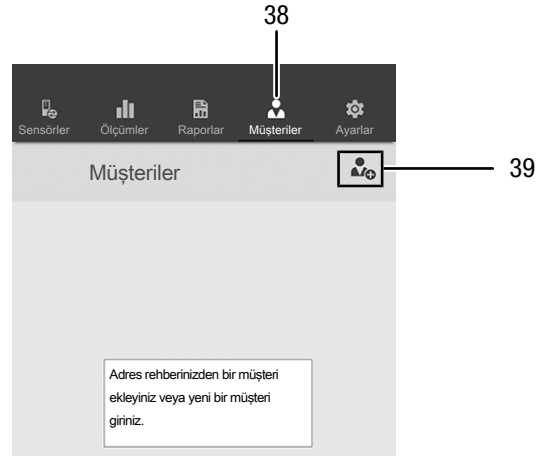 38
Sensörler Ölçümler Raporlar Müşteriler Ayarlar
Müşteriler
39
Adres rehberinizden bir müşteri
ekleyiniz veya yeni bir müşteri
giriniz.